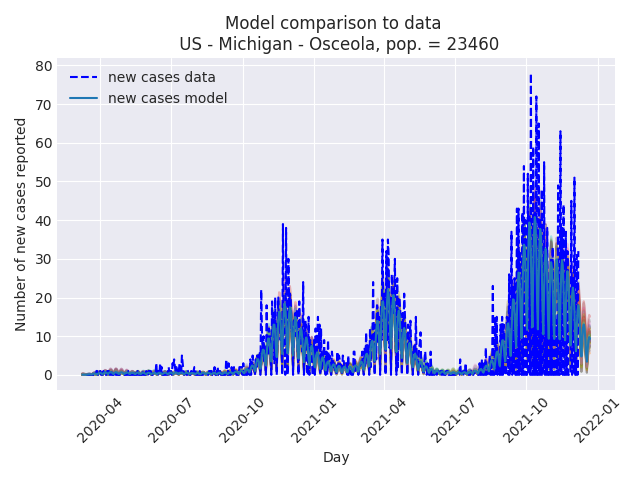 Model comparison to data
US - Michigan - Osceola, pop. = 23460
new cases data
new cases model
Number of new cases reported
80
70
60
50
40
30
20
10
0
2020-04
2020-07
2020-10
2021-01
2021-04
2021-07
2021-10
2022-01
Day